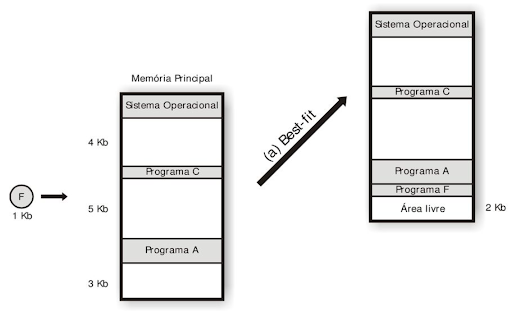 Memória Principal
Sistema Operacional
4 Kb
Programa C
F
1 Kb
5 Kb
Programa A
3 Kb
(a) Best-fit
Sistema Operacional
Programa C
Programa A
Programa F
Área livre
2 Kb